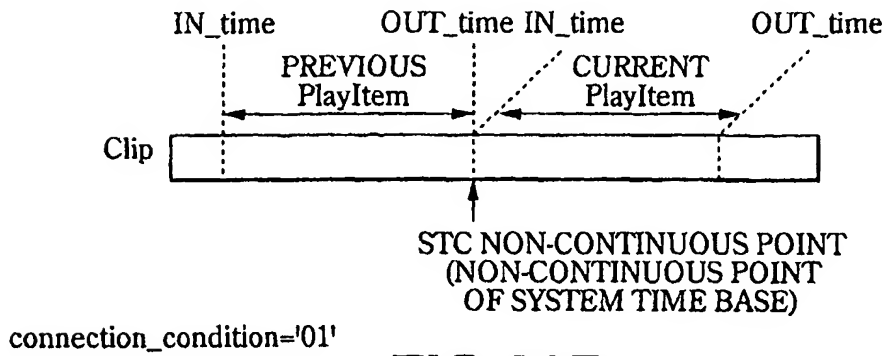 IN_time OUT_time IN_time OUT_time
PREVIOUS CURRENT
PlayItem PlayItem
Clip
STC NON-CONTINUOUS POINT
(NON-CONTINUOUS POINT
OF SYSTEM TIME BASE)
connection_condition='01'